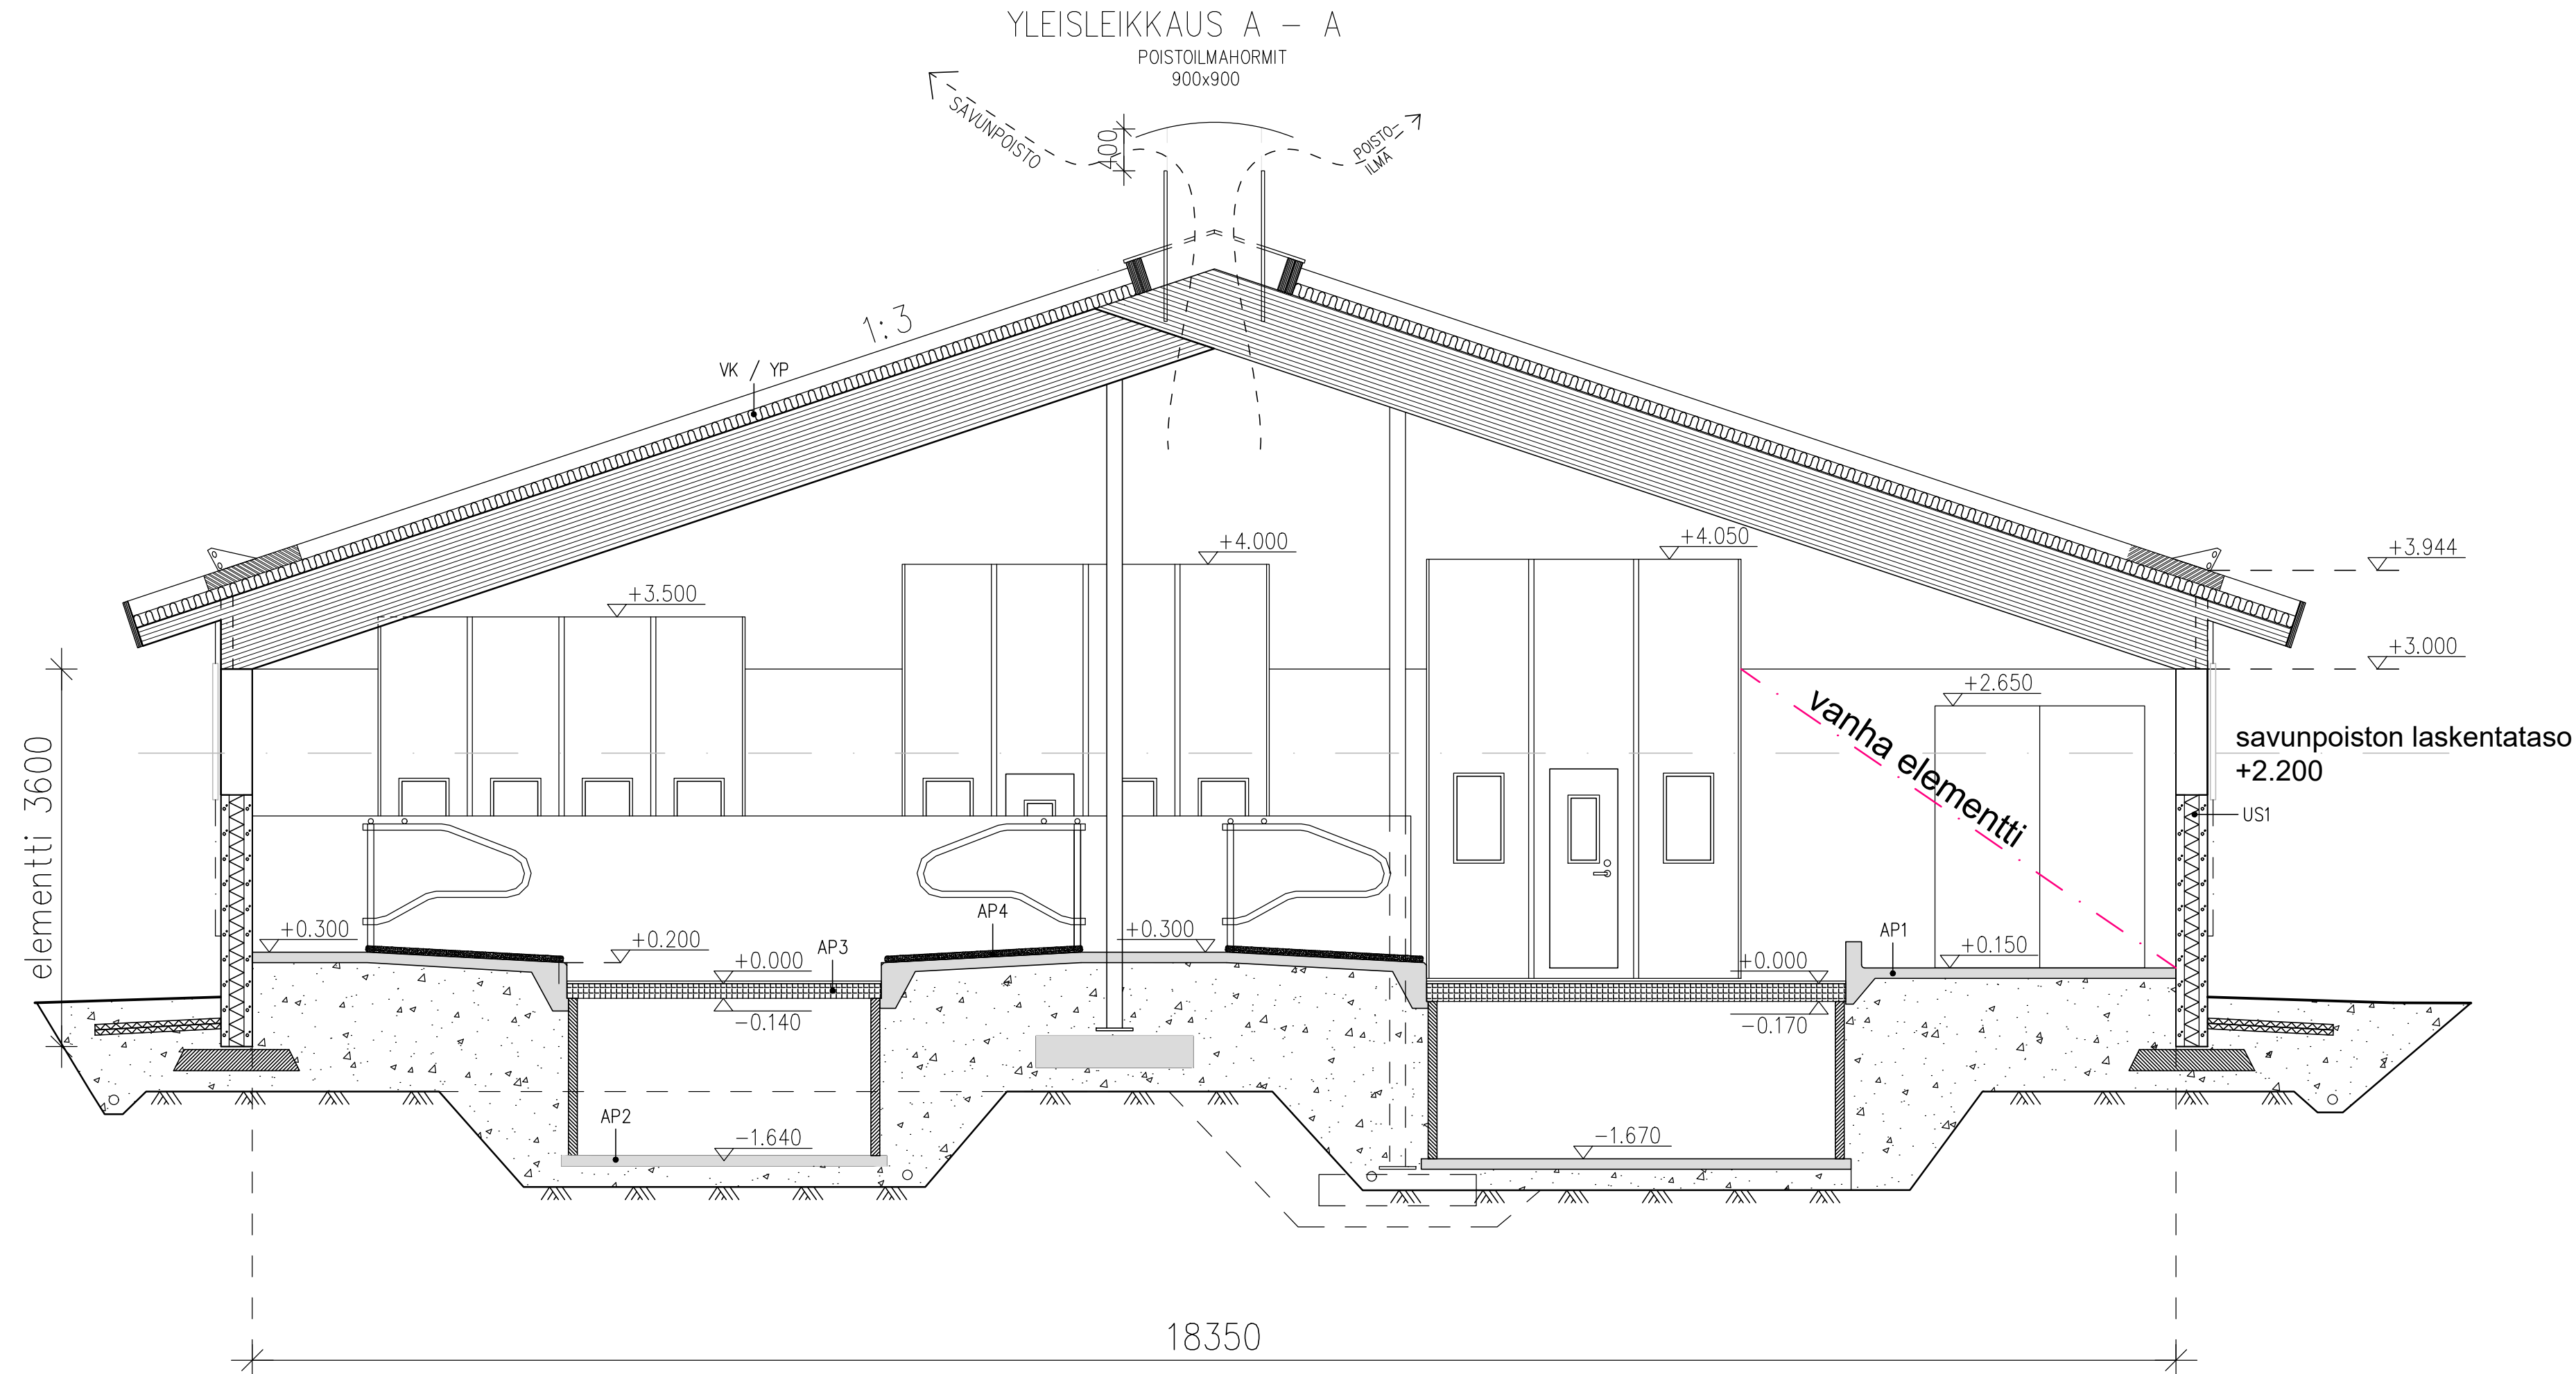 YLEISLEIKKAUS A – A
POISTOILMAHORMIT
900x900
SAVUNPOISTO
400
POISTO–
ILMA
1:3
VK / YP
+4.050
+4.000
+3.944
+3.500
+3.000
+2.650
vanha elementti
savunpoiston laskentataso
+2.200
US1
elementti 3600
+0.300
+0.200
AP4
AP3
+0.300
AP1
+0.150
+0.000
+0.000
–0.140
–0.170
AP2
–1.640
–1.670
18350